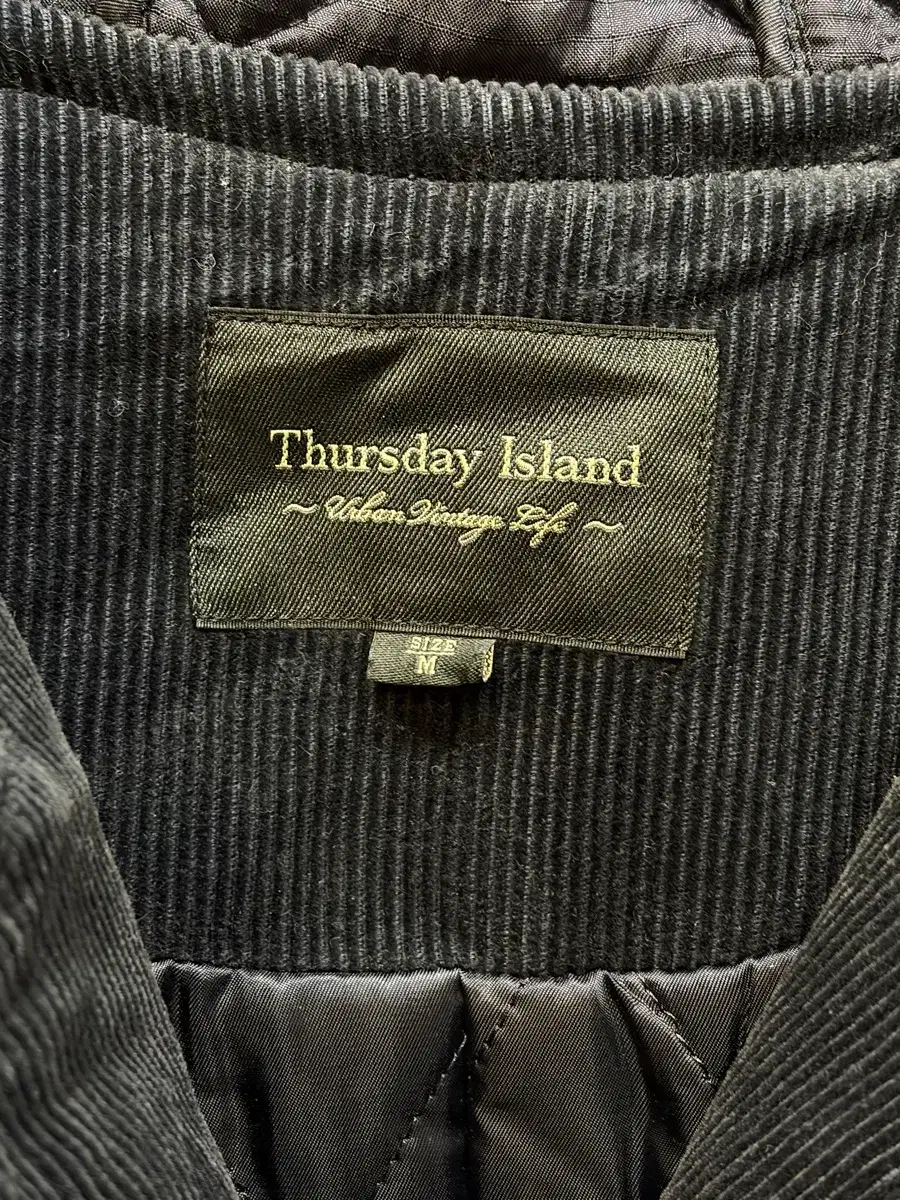 Thursday Island
~ Urban Vintage Life ~
SIZE
M